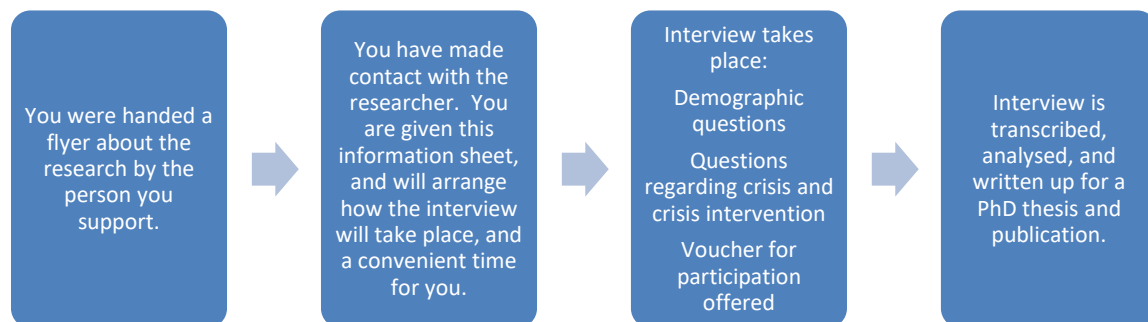 You were handed a
flyer about the
research by the
person you
support.
You have made
contact with the
researcher.  You
are given this
information sheet,
and will arrange
how the interview
will take place, and
a convenient time
for you.
Interview takes
place:
Demographic
questions
Questions
regarding crisis and
crisis intervention
Voucher for
participation
offered
Interview is
transcribed,
analysed, and
written up for a
PhD thesis and
publication.